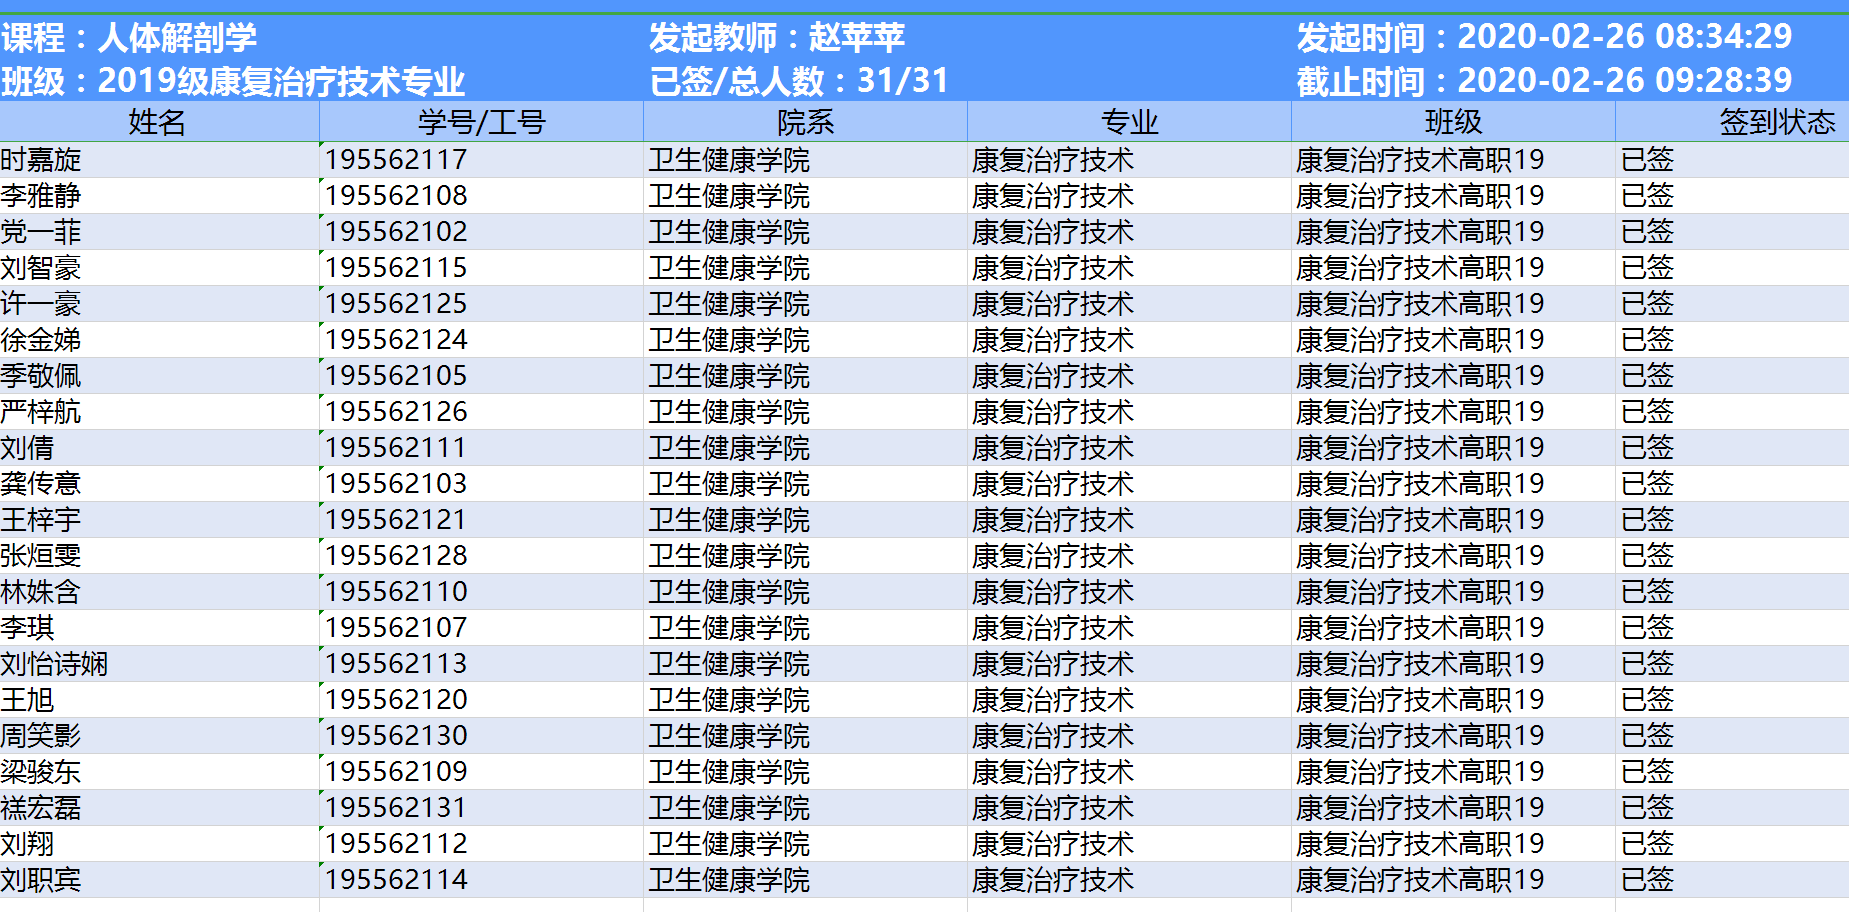 课程：人体解剖学 发起教师：赵苹苹 发起时间：2020-02-26 08:34:29
班级：2019级康复治疗技术专业 已签/总人数：31/31 截止时间：2020-02-26 09:28:39
姓名 学号/工号 院系 专业 班级 签到状态
时嘉旋 195562117 卫生健康学院 康复治疗技术 康复治疗技术高职19 已签
李雅静 195562108 卫生健康学院 康复治疗技术 康复治疗技术高职19 已签
党一菲 195562102 卫生健康学院 康复治疗技术 康复治疗技术高职19 已签
刘智豪 195562115 卫生健康学院 康复治疗技术 康复治疗技术高职19 已签
许一豪 195562125 卫生健康学院 康复治疗技术 康复治疗技术高职19 已签
徐金娣 195562124 卫生健康学院 康复治疗技术 康复治疗技术高职19 已签
季敬佩 195562105 卫生健康学院 康复治疗技术 康复治疗技术高职19 已签
严梓航 195562126 卫生健康学院 康复治疗技术 康复治疗技术高职19 已签
刘倩 195562111 卫生健康学院 康复治疗技术 康复治疗技术高职19 已签
龚传意 195562103 卫生健康学院 康复治疗技术 康复治疗技术高职19 已签
王梓宇 195562121 卫生健康学院 康复治疗技术 康复治疗技术高职19 已签
张烜雯 195562128 卫生健康学院 康复治疗技术 康复治疗技术高职19 已签
林姝含 195562110 卫生健康学院 康复治疗技术 康复治疗技术高职19 已签
李琪 195562107 卫生健康学院 康复治疗技术 康复治疗技术高职19 已签
刘怡诗娴 195562113 卫生健康学院 康复治疗技术 康复治疗技术高职19 已签
王旭 195562120 卫生健康学院 康复治疗技术 康复治疗技术高职19 已签
周笑影 195562130 卫生健康学院 康复治疗技术 康复治疗技术高职19 已签
梁骏东 195562109 卫生健康学院 康复治疗技术 康复治疗技术高职19 已签
禚宏磊 195562131 卫生健康学院 康复治疗技术 康复治疗技术高职19 已签
刘翔 195562112 卫生健康学院 康复治疗技术 康复治疗技术高职19 已签
刘职宾 195562114 卫生健康学院 康复治疗技术 康复治疗技术高职19 已签